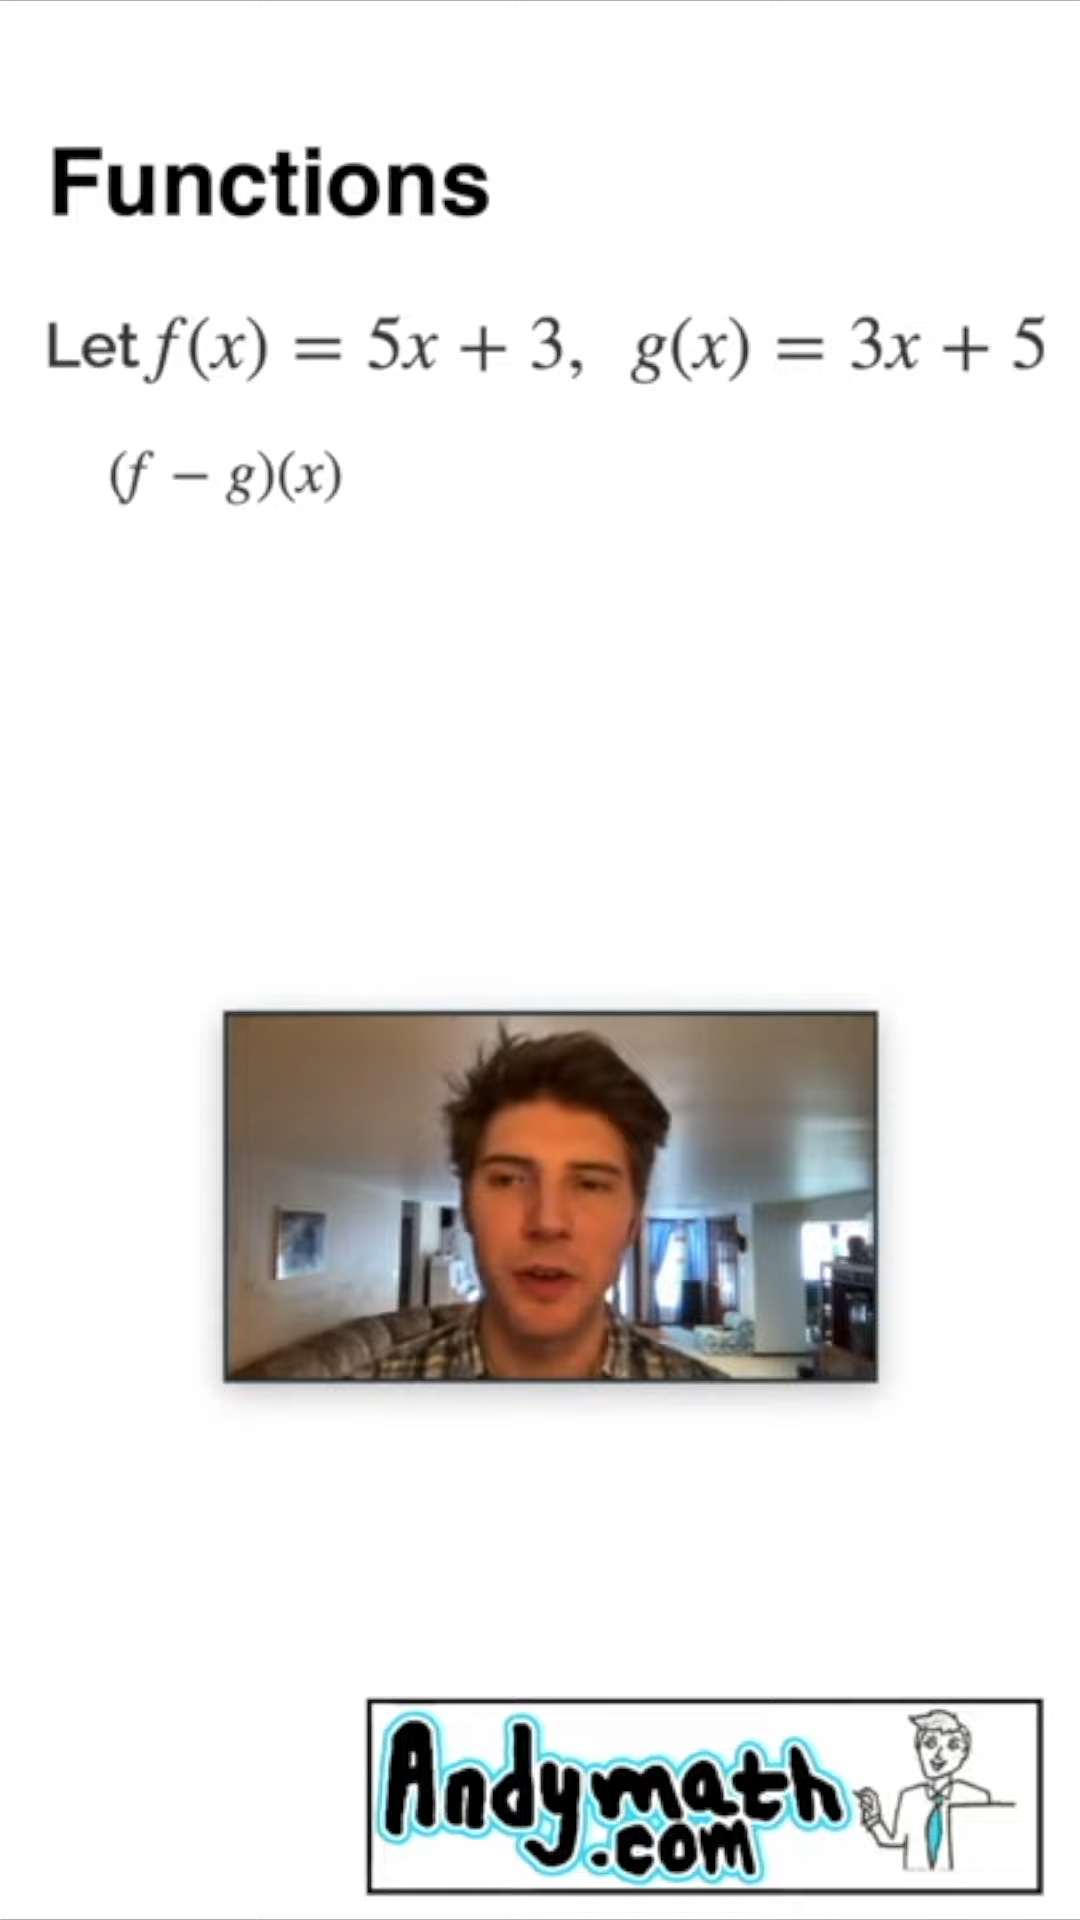 Functions
Let f(x) = 5x + 3, g(x) = 3x + 5
(f − g)(x)
Andymath
.com